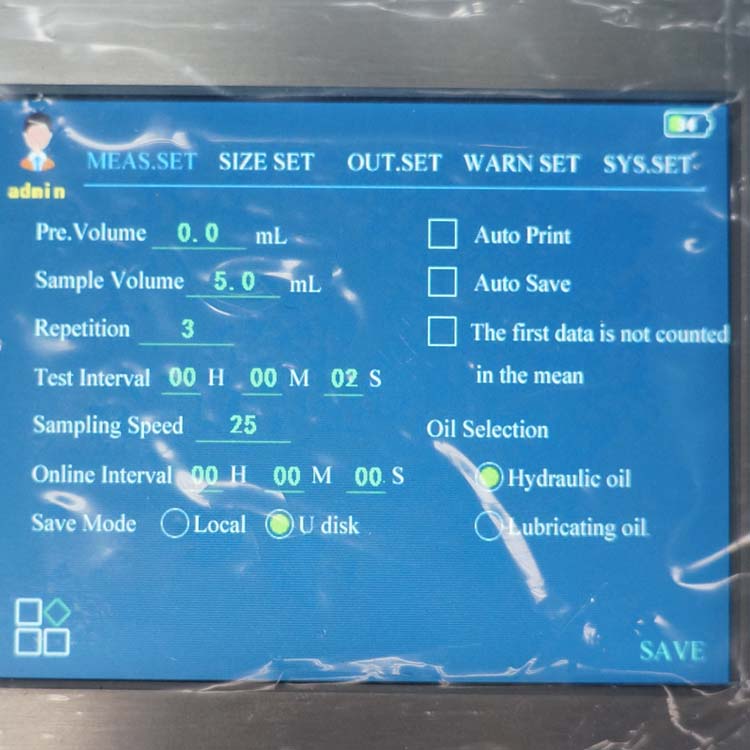 admin
MEAS.SET SIZE SET OUT.SET WARN SET SYS.SET
Pre.Volume 0.0 mL
Auto Print
Sample Volume 5.0 mL
Auto Save
Repetition 3
The first data is not counted
in the mean
Test Interval 00 H 00 M 02 S
Sampling Speed 25
Oil Selection
Online Interval 00 H 00 M 00 S
Hydraulic oil
Save Mode Local U disk
Lubricating oil
SAVE